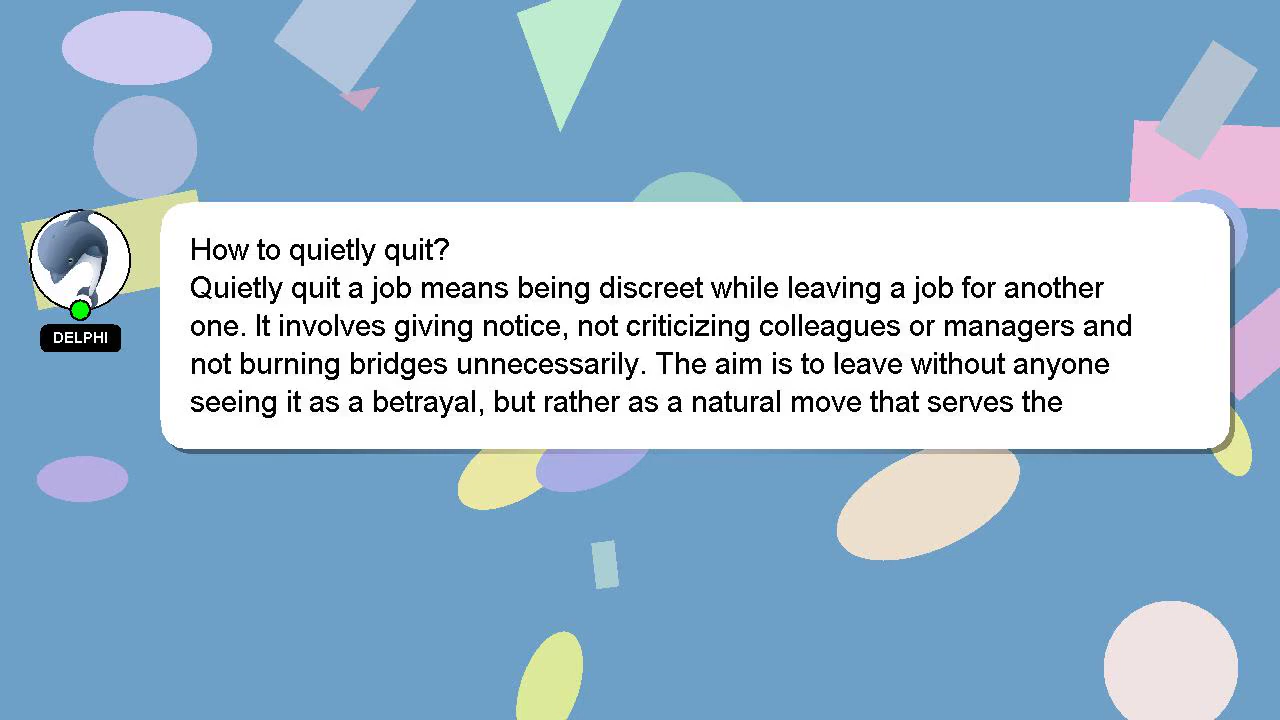 How to quietly quit?
Quietly quit a job means being discreet while leaving a job for another
one. It involves giving notice, not criticizing colleagues or managers and
not burning bridges unnecessarily. The aim is to leave without anyone
seeing it as a betrayal, but rather as a natural move that serves the
DELPHI